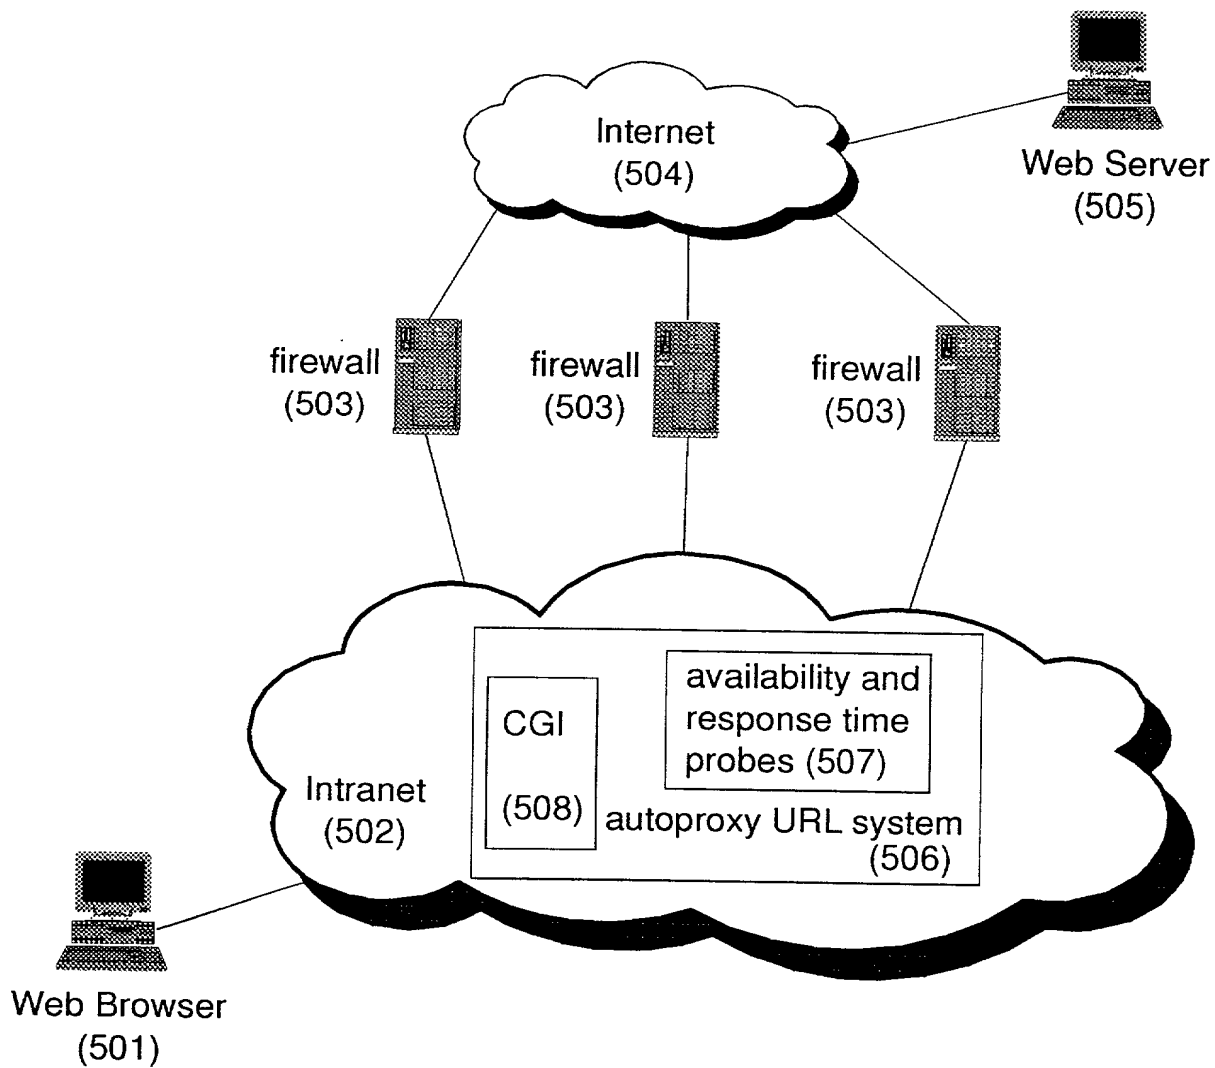 Internet
(504)
Web Server
(505)
firewall
(503)
firewall
(503)
firewall
(503)
availability and
response time
probes (507)
CGI
(508)
autoproxy URL system
(506)
Intranet
(502)
Web Browser
(501)